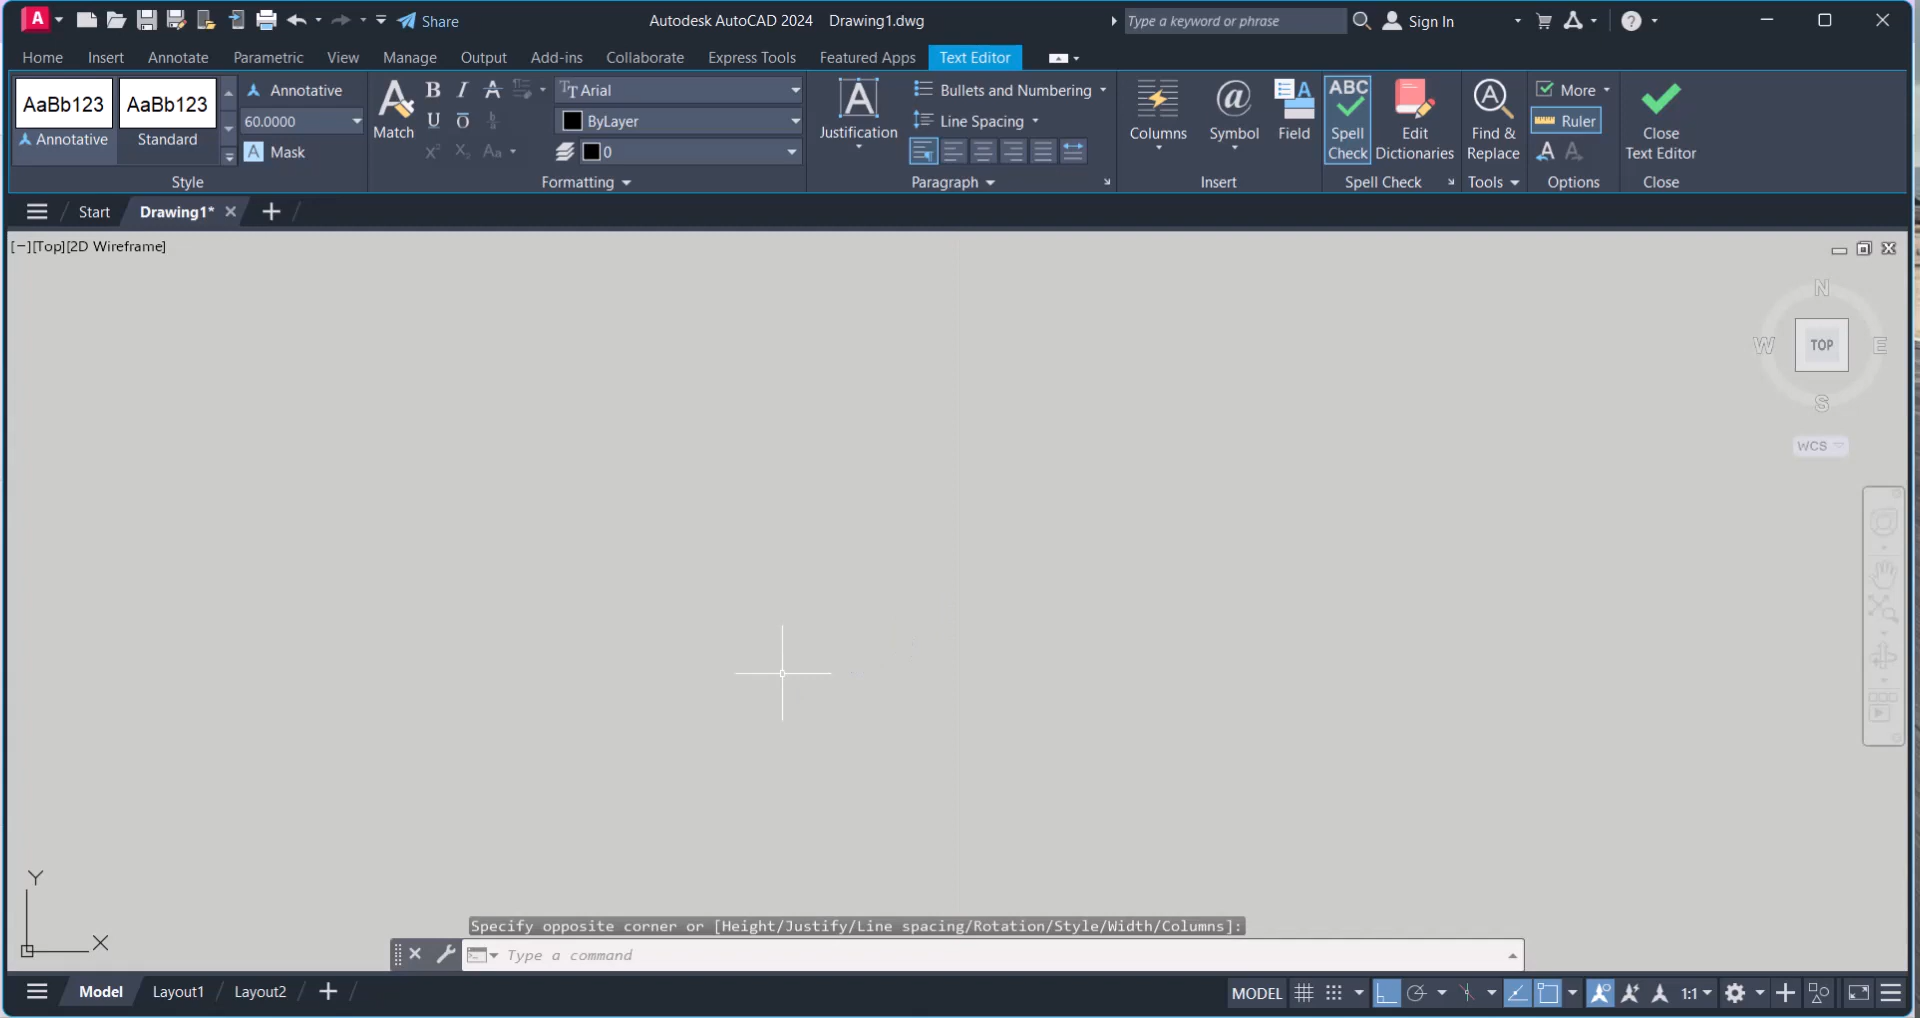 A Share Autodesk AutoCAD 2024 Drawing1.dwg Type a keyword or phrase Sign In ?
Home Insert Annotate Parametric View Manage Output Add-ins Collaborate Express Tools Featured Apps Text Editor
AaBb123 AaBb123 Annotative B I A Arial A Bullets and Numbering ABC More
Annotative Standard 60.0000 Match U O ByLayer Justification Line Spacing Columns Symbol Field Spell Check Edit Dictionaries Find & Replace Ruler Close Text Editor
A Mask X² X₂ Aa 0
Style Formatting Paragraph Insert Spell Check Tools Options Close
Start Drawing1* +
[−][Top][2D Wireframe]
N
W TOP E
S
WCS
Y
X
Specify opposite corner or [Height/Justify/Line spacing/Rotation/Style/Width/Columns]:
Type a command
Model Layout1 Layout2 + MODEL 1:1